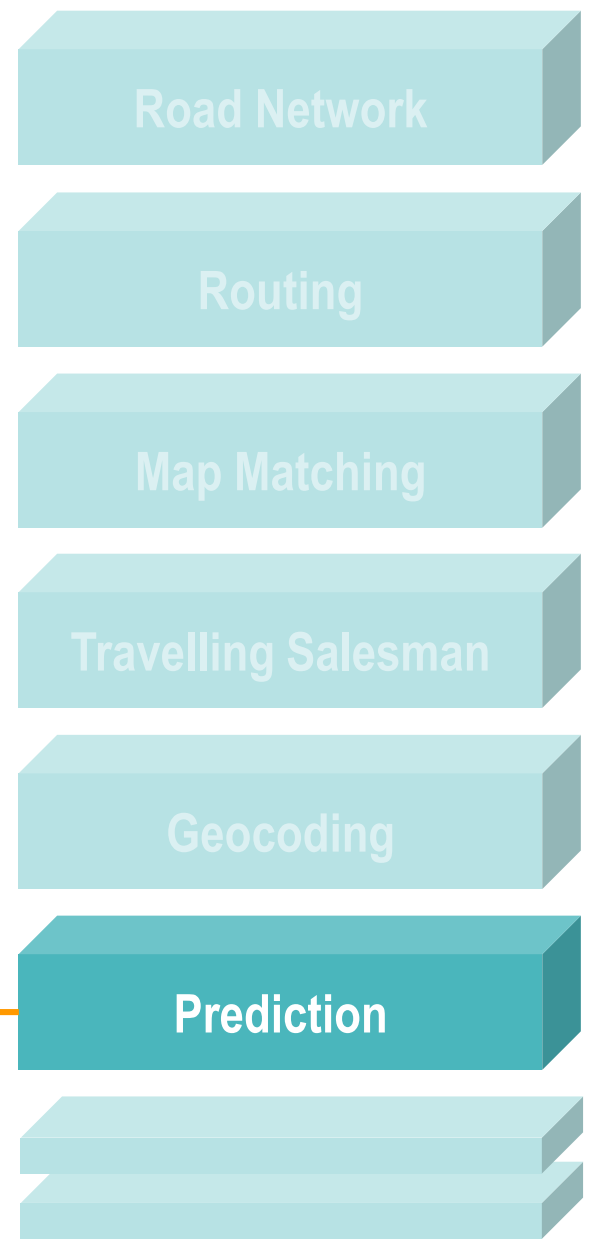 Road Network
Routing
Map Matching
Travelling Salesman
Geocoding
Prediction